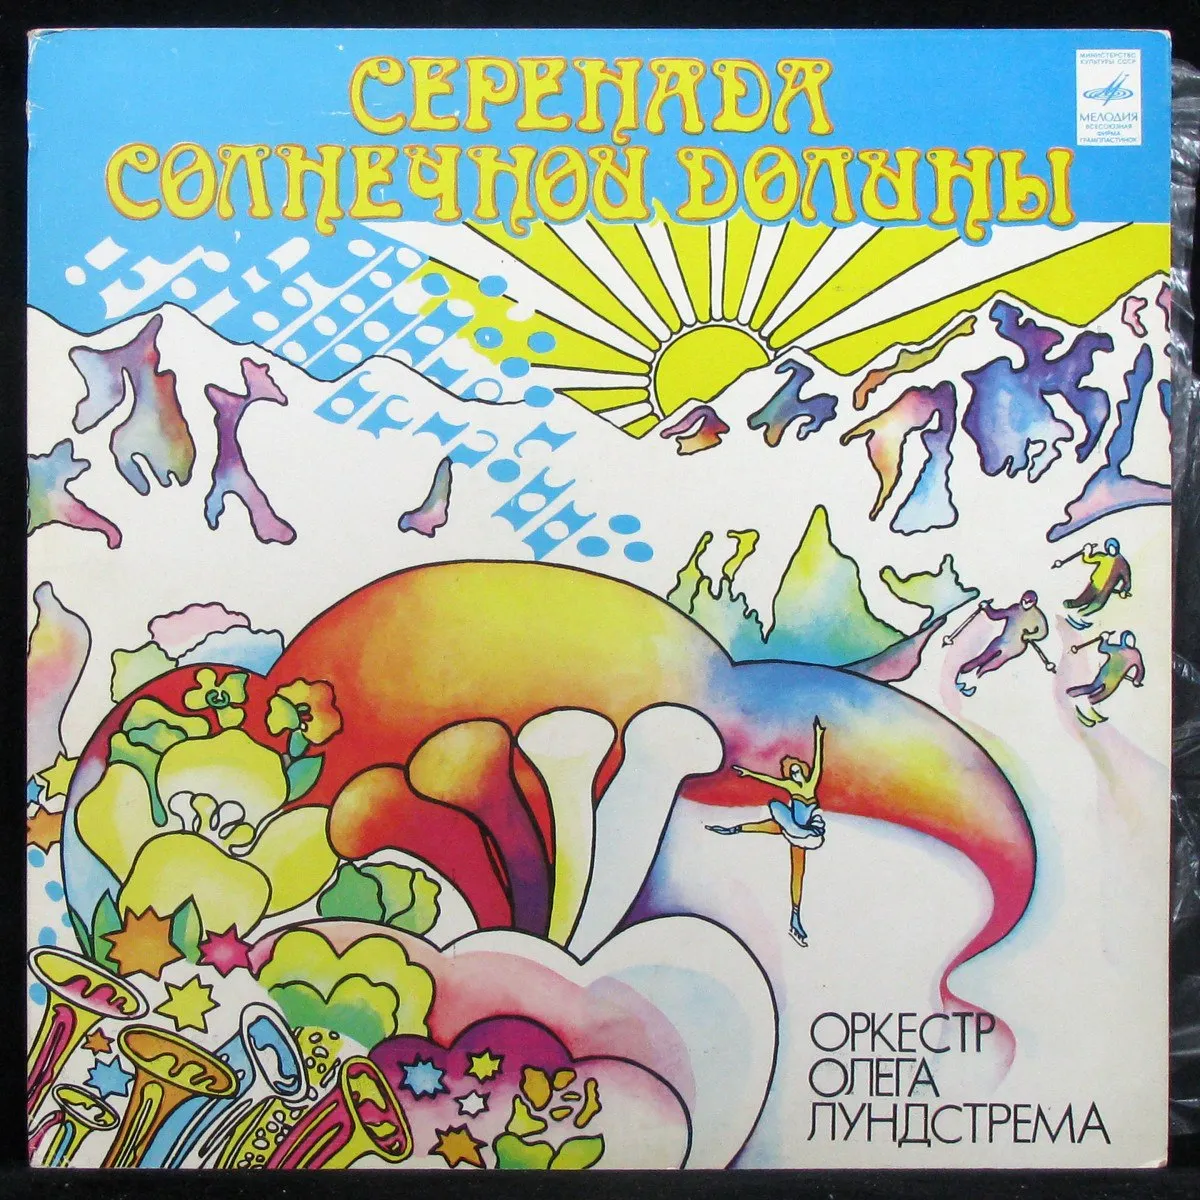 СЕРЕНАДА
СОЛНЕЧНОЙ ДОЛИНЫ
МИНИСТЕРСТВО
КУЛЬТУРЫ СССР
МЕЛОДИЯ
ВСЕСОЮЗНАЯ
ФИРМА
ГРАМПЛАСТИНОК
ОРКЕСТР
ОЛЕГА
ЛУНДСТРЕМА